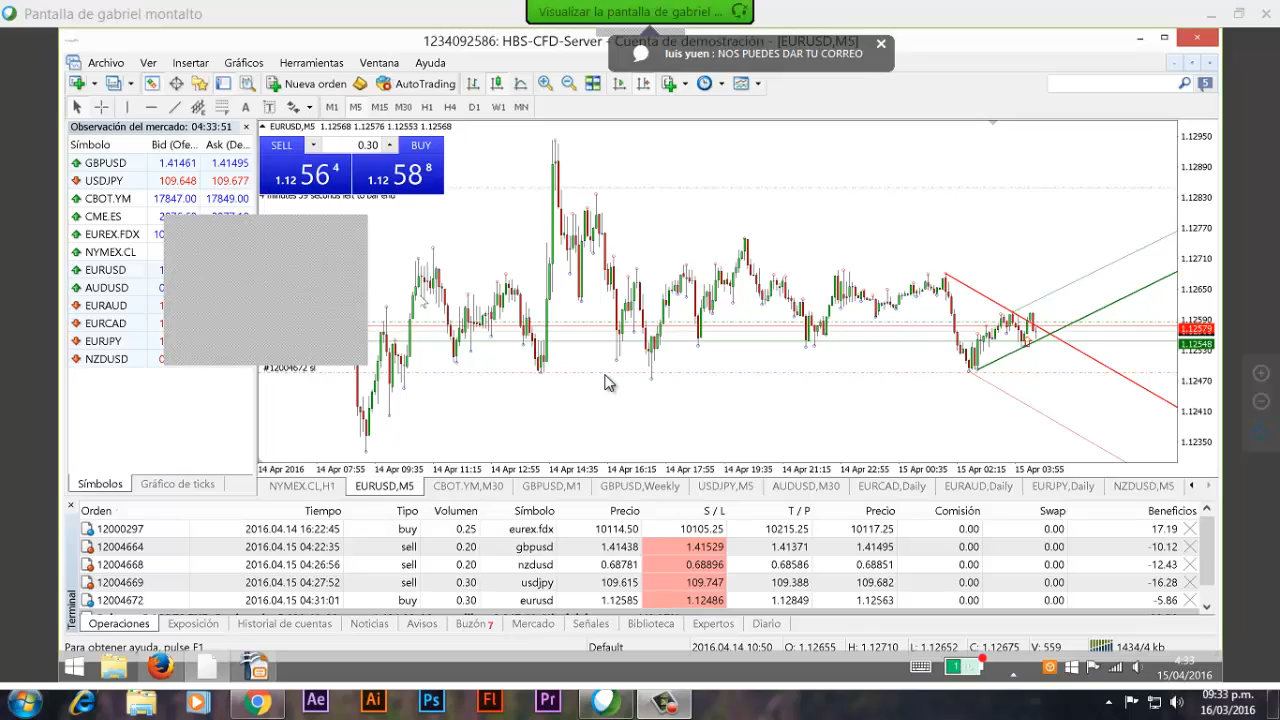 Pantalla de gabriel montalto
Visualizar la pantalla de gabriel ...
1234092586: HBS-CFD-Server - Cuenta de demostración - [EURUSD,M5]
luis yuen : NOS PUEDES DAR TU CORREO
Archivo Ver Insertar Gráficos Herramientas Ventana Ayuda
Nueva orden AutoTrading
5
A T M1 M5 M15 M30 H1 H4 D1 W1 MN
Observación del mercado: 04:33:51
Símbolo Bid (Ofe... Ask (De...
GBPUSD 1.41461 1.41495
USDJPY 109.648 109.677
CBOT.YM 17847.00 17849.00
CME.ES
EUREX.FDX
NYMEX.CL
EURUSD
AUDUSD
EURAUD
EURCAD
EURJPY
NZDUSD
Símbolos Gráfico de ticks
EURUSD,M5 1.12568 1.12576 1.12553 1.12568
SELL 0.30 BUY
1.12 56 4 1.12 58 8
4 minutes 59 seconds left to bar end
#12004672 sl
1.12950
1.12890
1.12830
1.12770
1.12710
1.12650
1.12590
1.12579
1.12548
1.12530
1.12470
1.12410
1.12350
14 Apr 2016 14 Apr 07:55 14 Apr 09:35 14 Apr 11:15 14 Apr 12:55 14 Apr 14:35 14 Apr 16:15 14 Apr 17:55 14 Apr 19:35 14 Apr 21:15 14 Apr 22:55 15 Apr 00:35 15 Apr 02:15 15 Apr 03:55
NYMEX.CL,H1 EURUSD,M5 CBOT.YM,M30 GBPUSD,M1 GBPUSD,Weekly USDJPY,M5 AUDUSD,M30 EURCAD,Daily EURAUD,Daily EURJPY,Daily NZDUSD,M5
Orden Tiempo Tipo Volumen Símbolo Precio S / L T / P Precio Comisión Swap Beneficios
12000297 2016.04.14 16:22:45 buy 0.25 eurex.fdx 10114.50 10105.25 10215.25 10117.25 0.00 0.00 17.19
12004664 2016.04.15 04:22:35 sell 0.20 gbpusd 1.41438 1.41529 1.41371 1.41495 0.00 0.00 -10.12
12004668 2016.04.15 04:26:56 sell 0.20 nzdusd 0.68781 0.68896 0.68586 0.68851 0.00 0.00 -12.43
12004669 2016.04.15 04:27:52 sell 0.30 usdjpy 109.615 109.747 109.388 109.682 0.00 0.00 -16.28
12004672 2016.04.15 04:31:01 buy 0.30 eurusd 1.12585 1.12486 1.12849 1.12563 0.00 0.00 -5.86
Terminal
Operaciones Exposición Historial de cuentas Noticias Avisos Buzón 7 Mercado Señales Biblioteca Expertos Diario
Para obtener ayuda, pulse F1 Default 2016.04.14 10:50 O: 1.12655 H: 1.12710 L: 1.12652 C: 1.12675 V: 559 1434/4 kb
4:33
15/04/2016
Ae Ai Ps Fl Pr
09:33 p.m.
16/03/2016